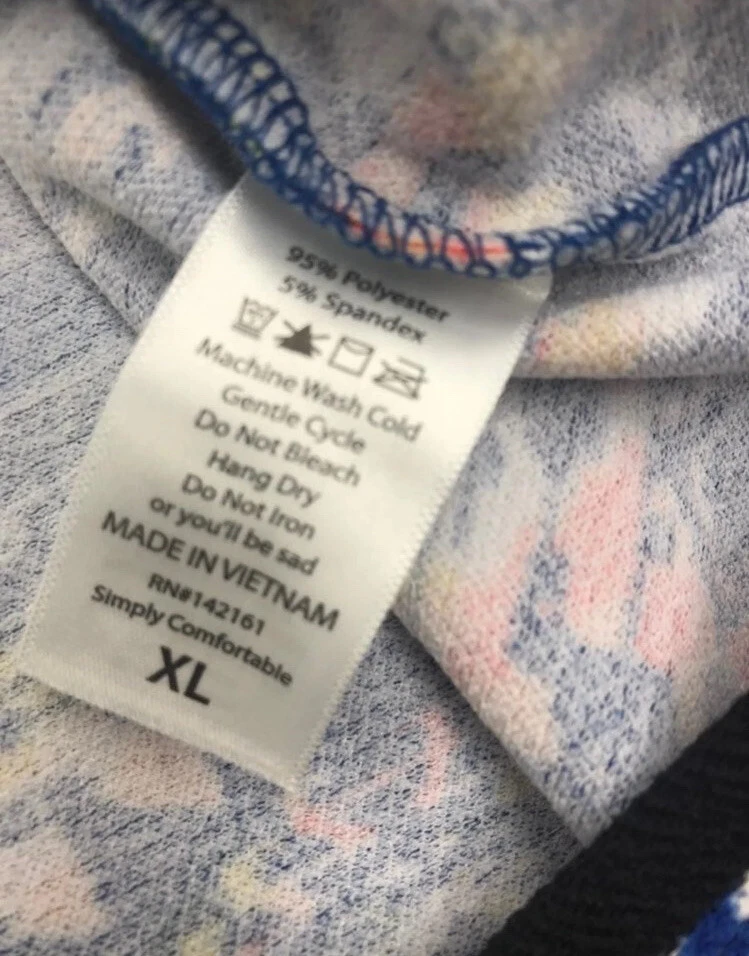 95% Polyester
5% Spandex
Machine Wash Cold
Gentle Cycle
Do Not Bleach
Hang Dry
Do Not Iron
or you'll be sad
MADE IN VIETNAM
RN#142161
Simply Comfortable
XL